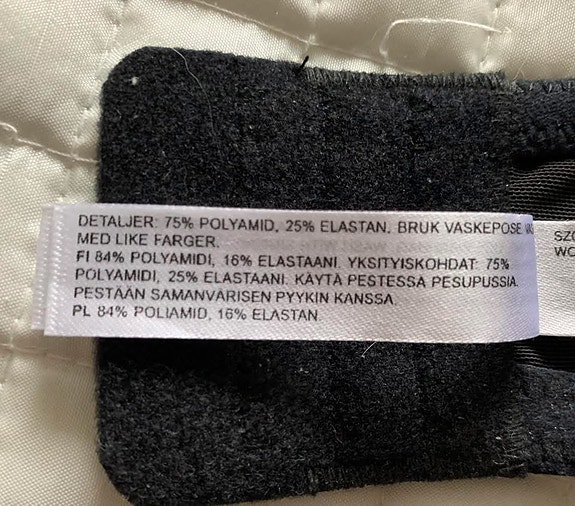 DETALJER: 75% POLYAMID, 25% ELASTAN. BRUK VASKEPOSE
MED LIKE FARGER.
FI 84% POLYAMIDI, 16% ELASTAANI. YKSITYISKOHDAT: 75%
POLYAMIDI, 25% ELASTAANI. KÄYTÄ PESTESSÄ PESUPUSSIA.
PESTÄÄN SAMANVÄRISEN PYYKIN KANSSA.
PL 84% POLIAMID, 16% ELASTAN.